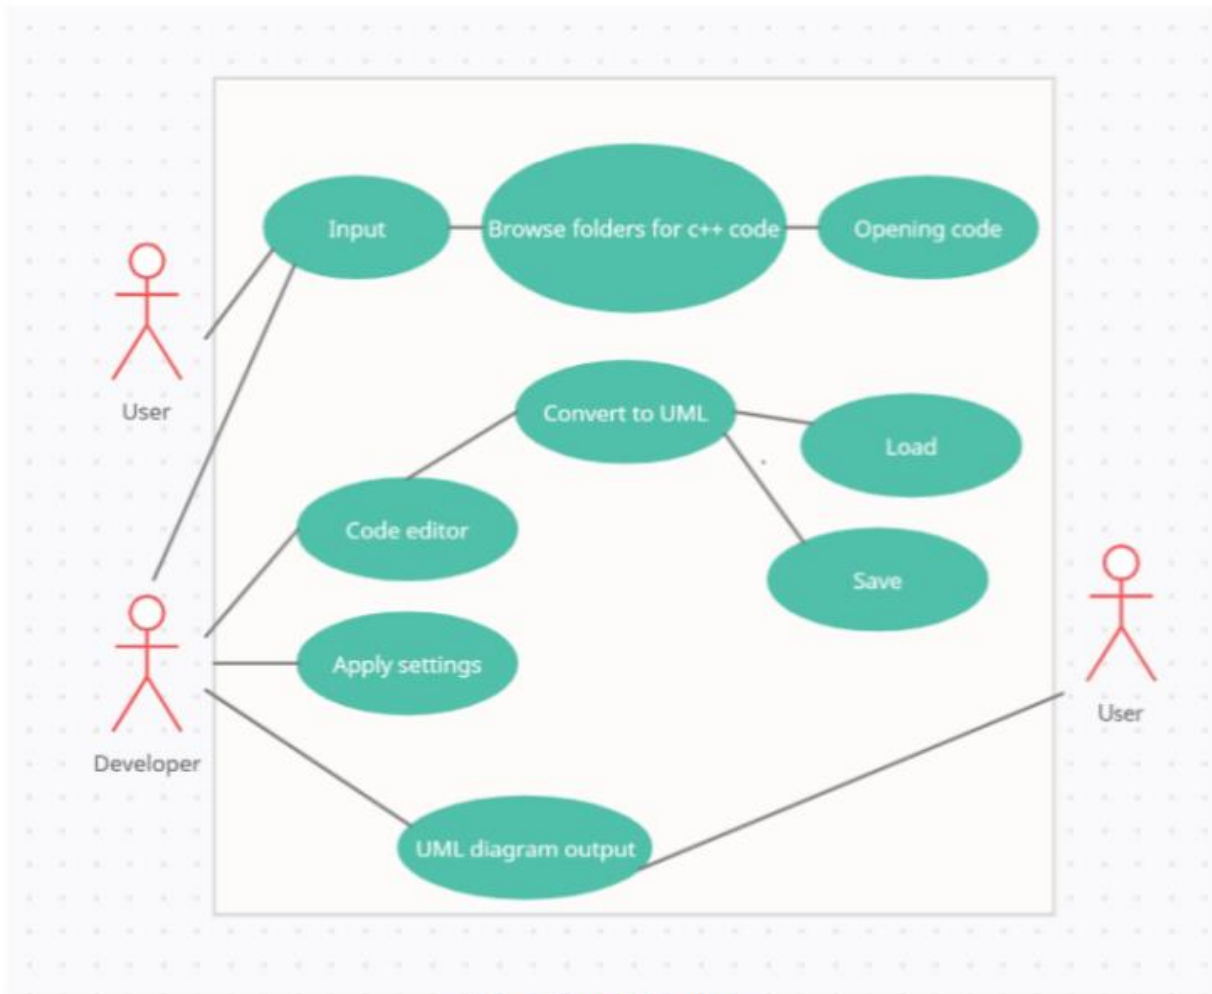 Input
Browse folders for c++ code
Opening code
User
Convert to UML
Load
Code editor
Save
Apply settings
User
Developer
UML diagram output